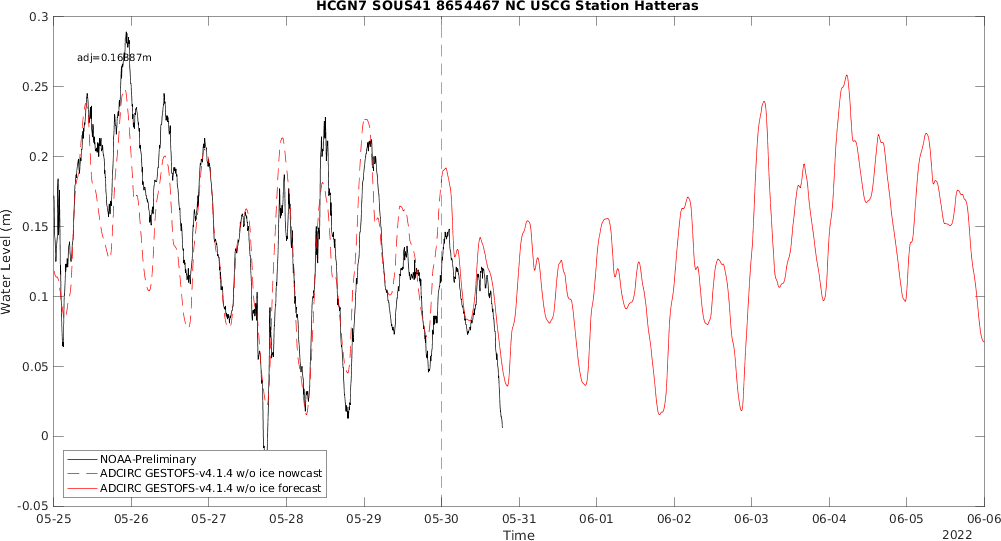 HCGN7 SOUS41 8654467 NC USCG Station Hatteras
adj=0.16887m
Water Level (m)
0.3
0.25
0.2
0.15
0.1
0.05
0
-0.05
NOAA-Preliminary
ADCIRC GESTOFS-v4.1.4 w/o ice nowcast
ADCIRC GESTOFS-v4.1.4 w/o ice forecast
05-25 05-26 05-27 05-28 05-29 05-30 05-31 06-01 06-02 06-03 06-04 06-05 06-06
Time
2022